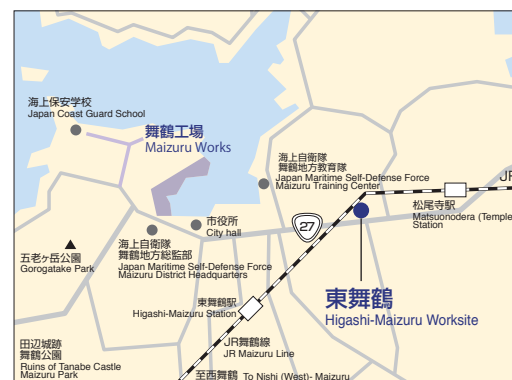 海上保安学校
Japan Coast Guard School
舞鶴工場
Maizuru Works
海上自衛隊
舞鶴地方教育隊
Japan Maritime Self-Defense Force
Maizuru Training Center
JR
松尾寺駅
Matsuonodera (Temple)
Station
27
市役所
City hall
海上自衛隊
舞鶴地方総監部
Japan Maritime Self-Defense Force
Maizuru District Headquarters
五老ヶ岳公園
Gorogatake Park
東舞鶴
Higashi-Maizuru Worksite
東舞鶴駅
Higashi-Maizuru Station
JR舞鶴線
JR Maizuru Line
田辺城跡
舞鶴公園
Ruins of Tanabe Castle
Maizuru Park
至西舞鶴 To Nishi (West)- Maizuru